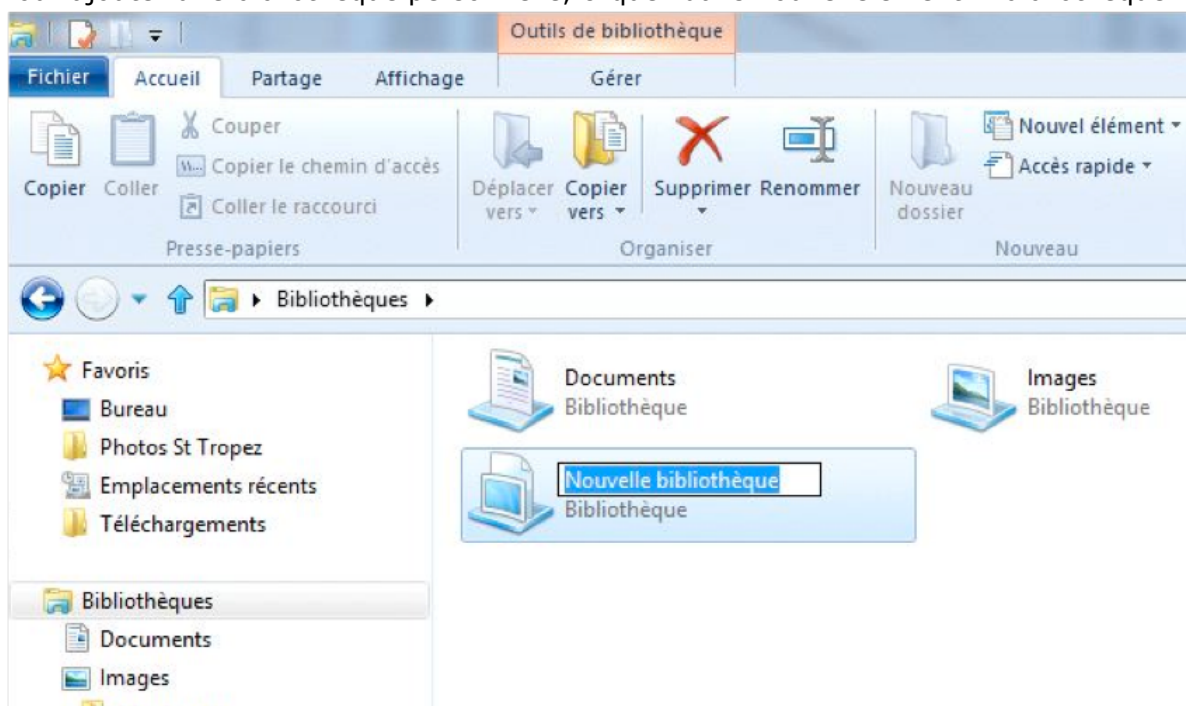 Outils de bibliothèque
Fichier Accueil Partage Affichage Gérer
Copier
Coller
Couper
Copier le chemin d'accès
Coller le raccourci
Presse-papiers
Déplacer vers
Copier vers
Supprimer
Renommer
Organiser
Nouveau dossier
Nouvel élément
Accès rapide
Nouveau
Bibliothèques
Favoris
Bureau
Photos St Tropez
Emplacements récents
Téléchargements
Bibliothèques
Documents
Images
Documents
Bibliothèque
Images
Bibliothèque
Nouvelle bibliothèque
Bibliothèque